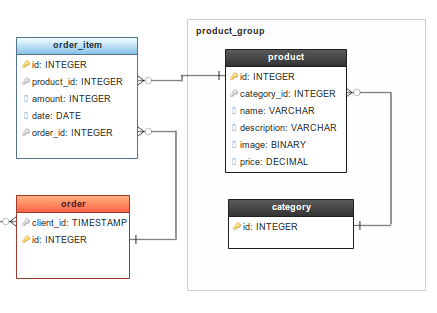 order_item
id: INTEGER
product_id: INTEGER
amount: INTEGER
date: DATE
order_id: INTEGER
order
client_id: TIMESTAMP
id: INTEGER
product_group
product
id: INTEGER
category_id: INTEGER
name: VARCHAR
description: VARCHAR
image: BINARY
price: DECIMAL
category
id: INTEGER